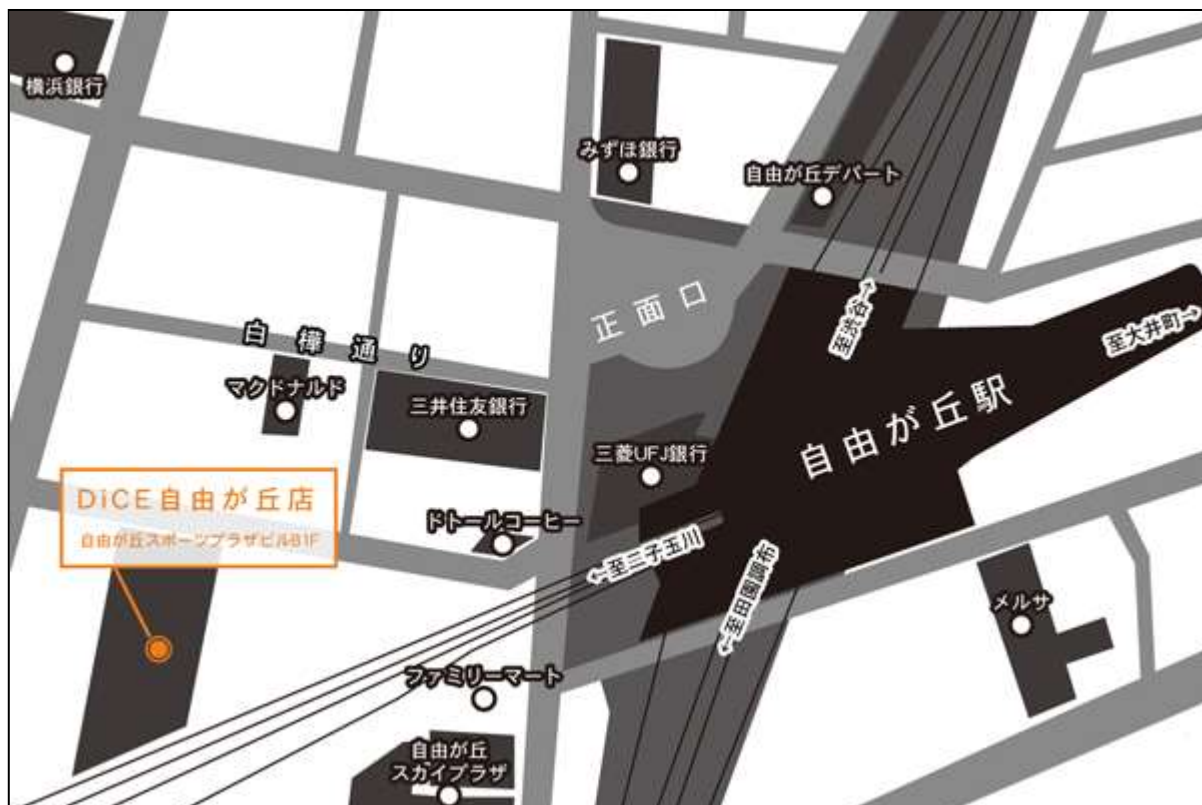 横浜銀行
みずほ銀行
自由が丘デパート
正面口
至渋谷→
至大井町→
白樺通り
マクドナルド
三井住友銀行
自由が丘駅
三菱UFJ銀行
DiCE自由が丘店
自由が丘スポーツプラザビルB1F
ドトールコーヒー
←至二子玉川
←至田園調布
メルサ
ファミリーマート
自由が丘
スカイプラザ